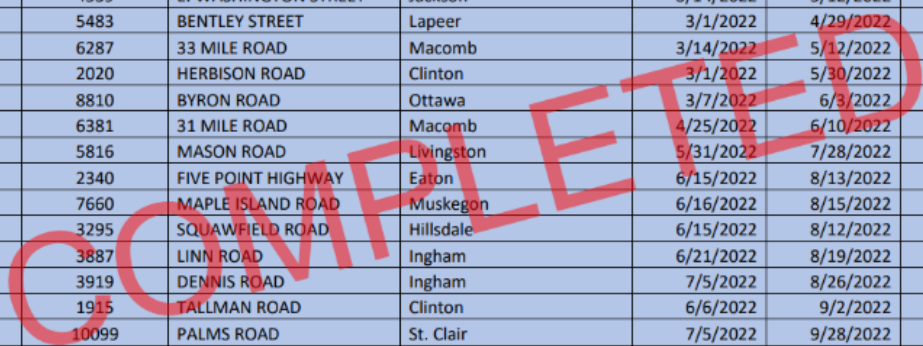 5483 BENTLEY STREET Lapeer 3/1/2022 4/29/2022
6287 33 MILE ROAD Macomb 3/14/2022 5/12/2022
2020 HERBISON ROAD Clinton 3/1/2022 5/30/2022
8810 BYRON ROAD Ottawa 3/7/2022 6/3/2022
6381 31 MILE ROAD Macomb 4/25/2022 6/10/2022
5816 MASON ROAD Livingston 5/31/2022 7/28/2022
2340 FIVE POINT HIGHWAY Eaton 6/15/2022 8/13/2022
7660 MAPLE ISLAND ROAD Muskegon 6/16/2022 8/15/2022
3295 SQUAWFIELD ROAD Hillsdale 6/15/2022 8/12/2022
3887 LINN ROAD Ingham 6/21/2022 8/19/2022
3919 DENNIS ROAD Ingham 7/5/2022 8/26/2022
1915 TALLMAN ROAD Clinton 6/6/2022 9/2/2022
10099 PALMS ROAD St. Clair 7/5/2022 9/28/2022
COMPLETED